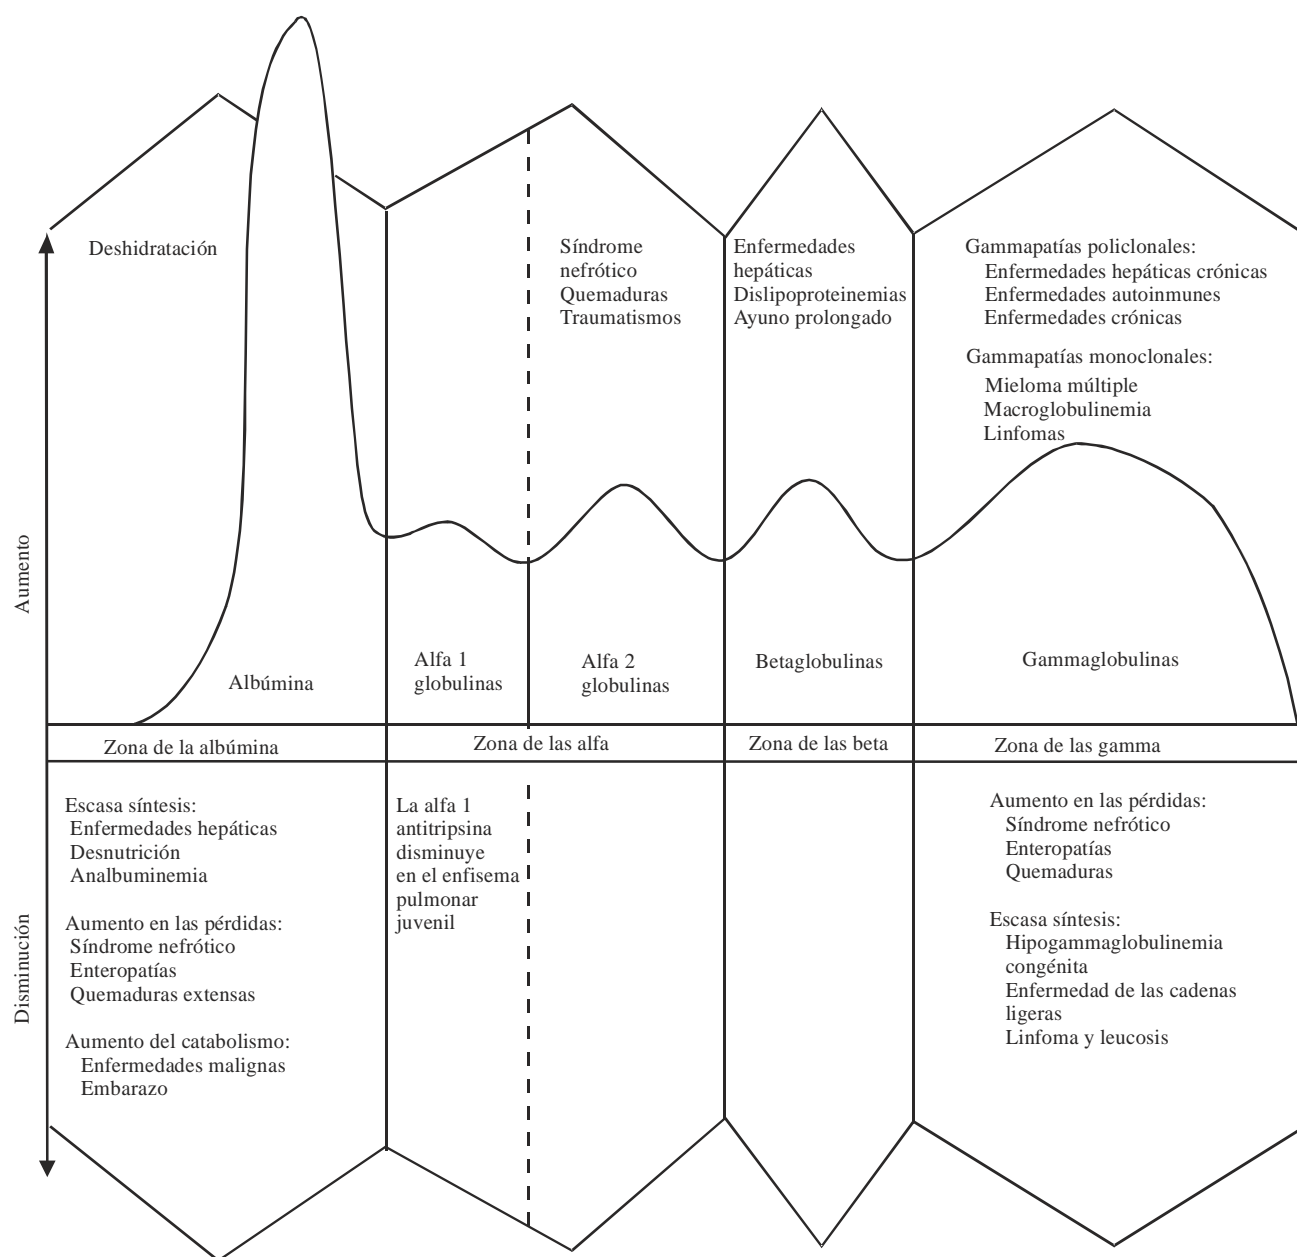 Deshidratación
Síndrome
nefrótico
Quemaduras
Traumatismos
Enfermedades
hepáticas
Dislipoproteinemias
Ayuno prolongado
Gammapatías policlonales:
Enfermedades hepáticas crónicas
Enfermedades autoinmunes
Enfermedades crónicas
Gammapatías monoclonales:
Mieloma múltiple
Macroglobulinemia
Linfomas
Aumento
Albúmina
Alfa 1
globulinas
Alfa 2
globulinas
Betaglobulinas
Gammaglobulinas
Zona de la albúmina
Zona de las alfa
Zona de las beta
Zona de las gamma
Disminución
Escasa síntesis:
Enfermedades hepáticas
Desnutrición
Analbuminemia
Aumento en las pérdidas:
Síndrome nefrótico
Enteropatías
Quemaduras extensas
Aumento del catabolismo:
Enfermedades malignas
Embarazo
La alfa 1
antitripsina
disminuye
en el enfisema
pulmonar
juvenil
Aumento en las pérdidas:
Síndrome nefrótico
Enteropatías
Quemaduras
Escasa síntesis:
Hipogammaglobulinemia
congénita
Enfermedad de las cadenas
ligeras
Linfoma y leucosis